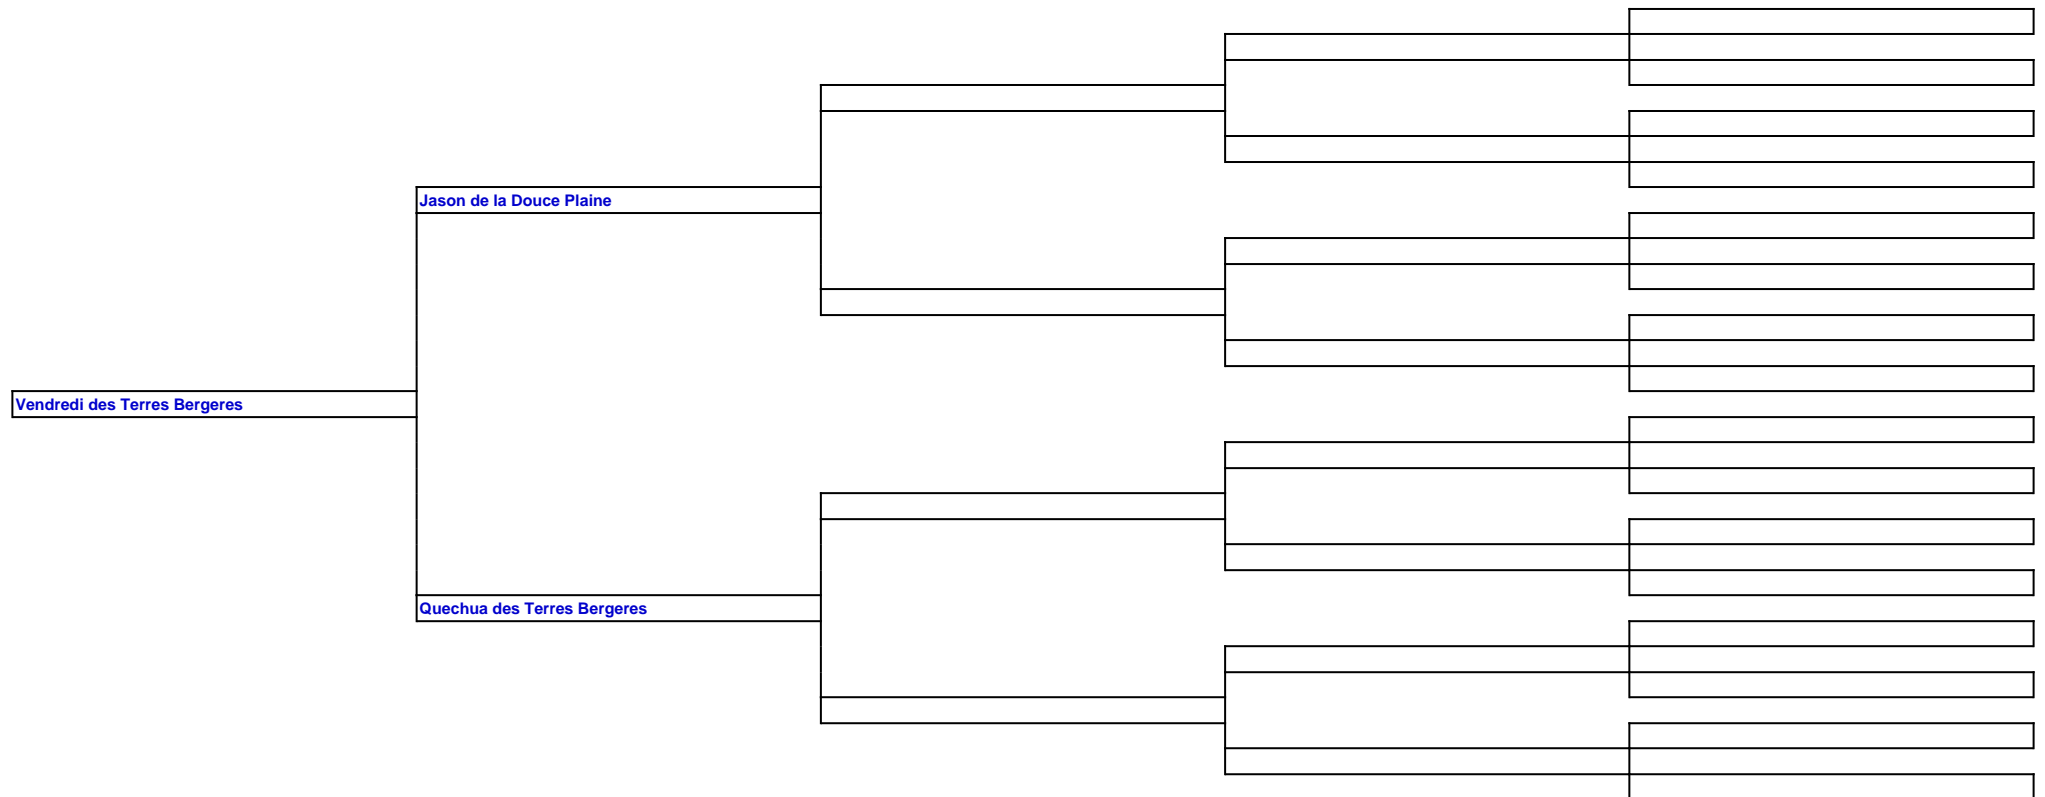 Jason de la Douce Plaine
Vendredi des Terres Bergeres
Quechua des Terres Bergeres